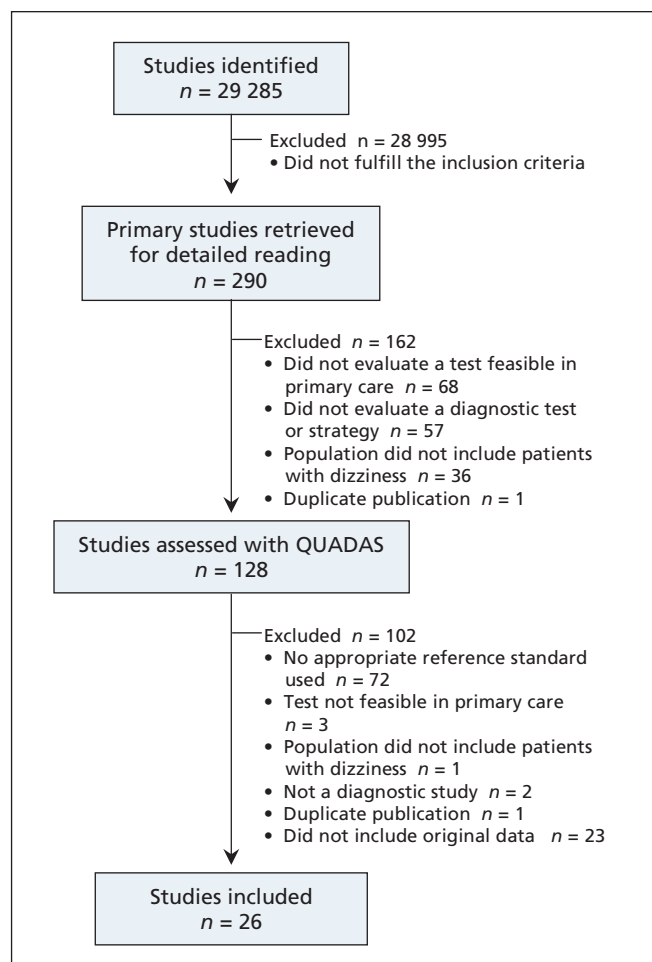 Studies identified
n = 29 285
Excluded n = 28 995
• Did not fulfill the inclusion criteria
Primary studies retrieved
for detailed reading
n = 290
Excluded n = 162
• Did not evaluate a test feasible in
primary care n = 68
• Did not evaluate a diagnostic test
or strategy n = 57
• Population did not include patients
with dizziness n = 36
• Duplicate publication n = 1
Studies assessed with QUADAS
n = 128
Excluded n = 102
• No appropriate reference standard
used n = 72
• Test not feasible in primary care
n = 3
• Population did not include patients
with dizziness n = 1
• Not a diagnostic study n = 2
• Duplicate publication n = 1
• Did not include original data n = 23
Studies included
n = 26